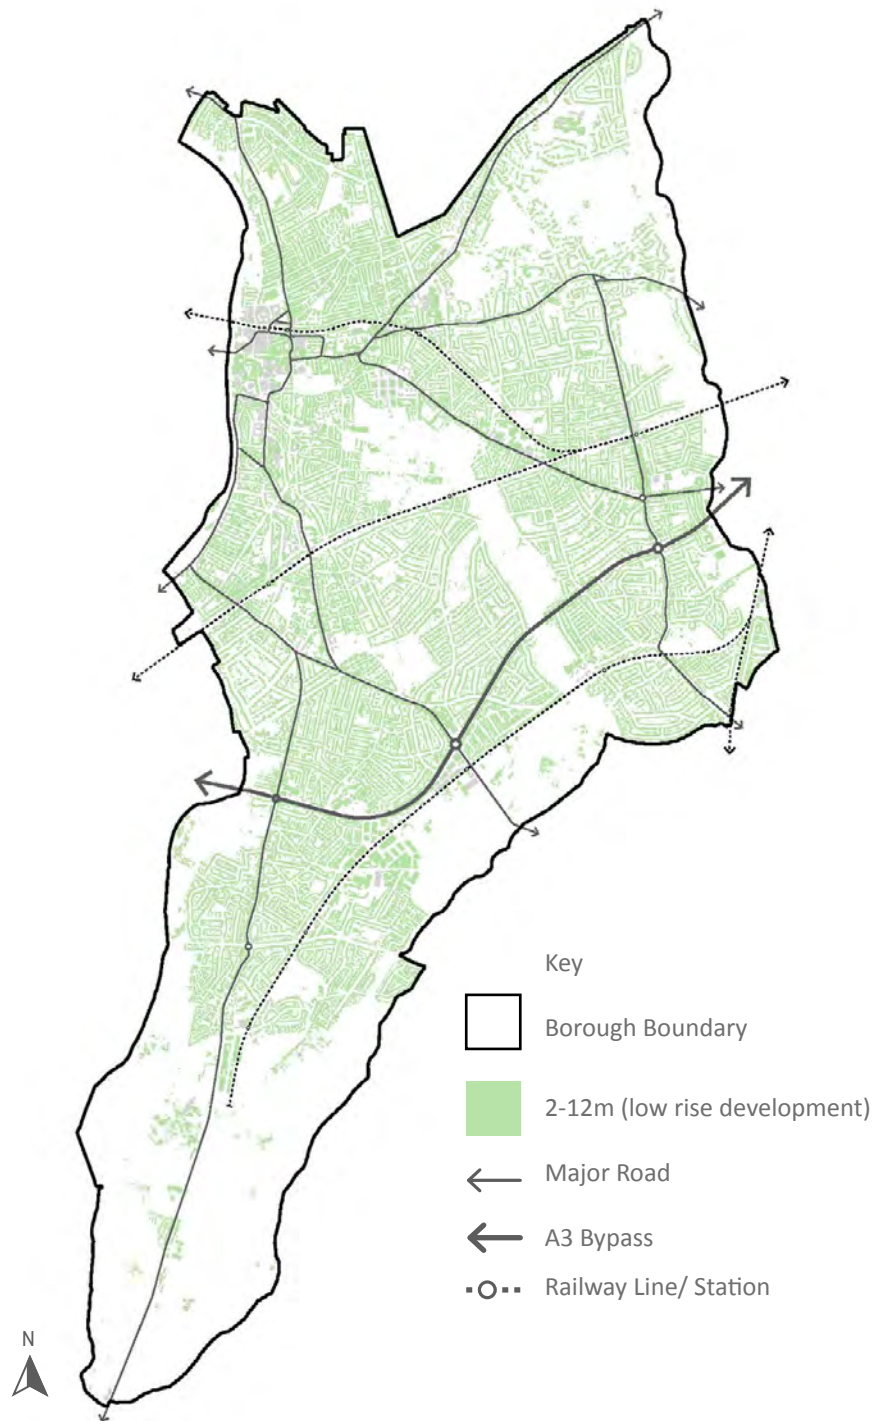 Key
Borough Boundary
2-12m (low rise development)
Major Road
A3 Bypass
Railway Line/ Station
N